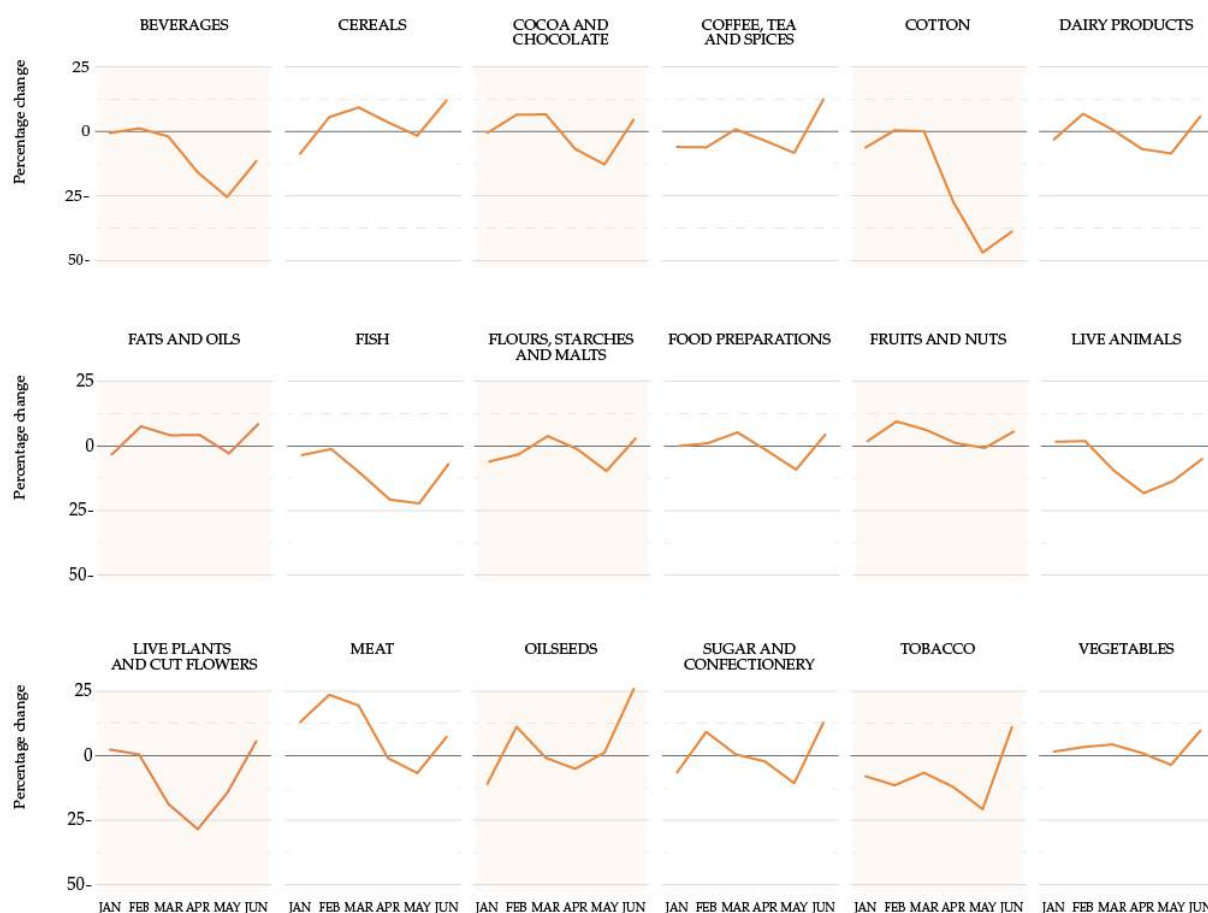 BEVERAGES
CEREALS
COCOA AND
CHOCOLATE
COFFEE, TEA
AND SPICES
COTTON
DAIRY PRODUCTS
Percentage change
25
0
25-
50-
FATS AND OILS
FISH
FLOURS, STARCHES
AND MALTS
FOOD PREPARATIONS
FRUITS AND NUTS
LIVE ANIMALS
Percentage change
25
0
25-
50-
LIVE PLANTS
AND CUT FLOWERS
MEAT
OILSEEDS
SUGAR AND
CONFECTIONERY
TOBACCO
VEGETABLES
Percentage change
25
0
25-
50-
JAN FEB MAR APR MAY JUN
JAN FEB MAR APR MAY JUN
JAN FEB MAR APR MAY JUN
JAN FEB MAR APR MAY JUN
JAN FEB MAR APR MAY JUN
JAN FEB MAR APR MAY JUN